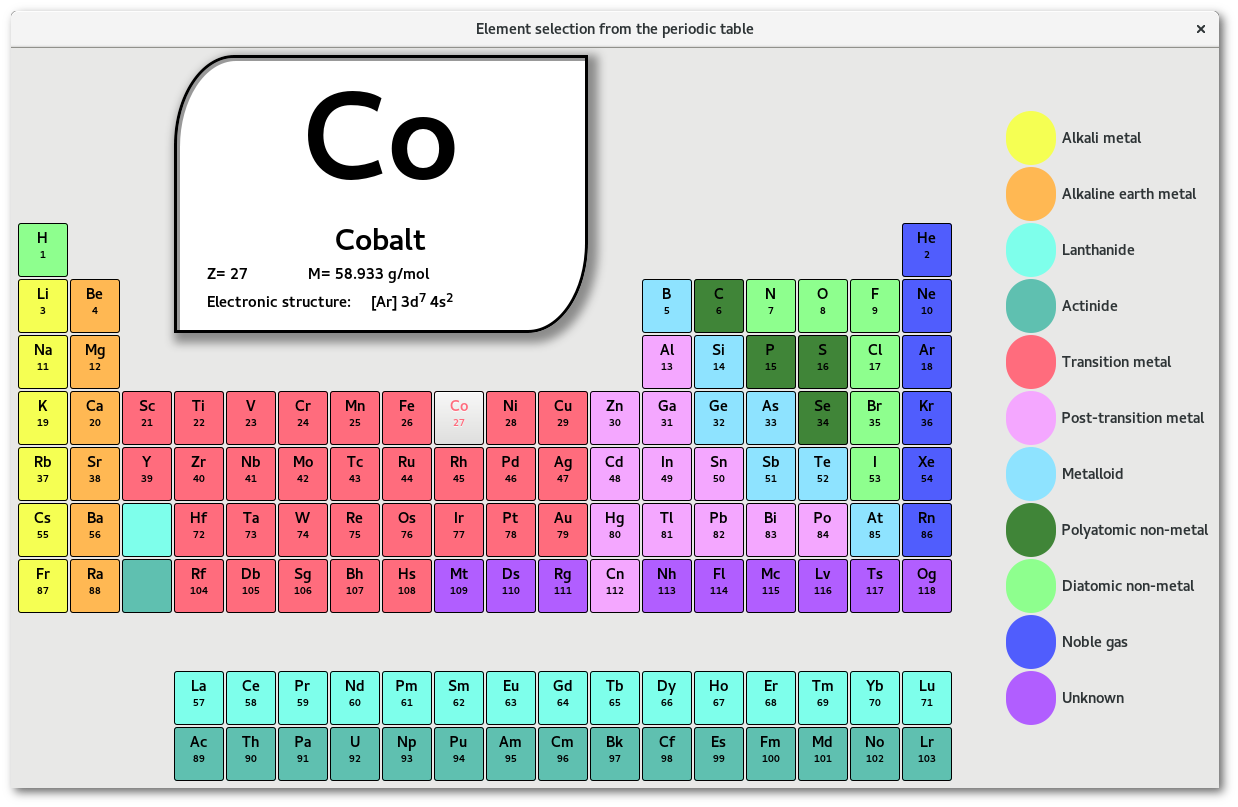 Element selection from the periodic table ×
Co
Cobalt
Z= 27 M= 58.933 g/mol
Electronic structure: [Ar] 3d⁷ 4s²
Alkali metal
Alkaline earth metal
Lanthanide
Actinide
Transition metal
Post-transition metal
Metalloid
Polyatomic non-metal
Diatomic non-metal
Noble gas
Unknown
H He
1 2
Li Be B C N O F Ne
3 4 5 6 7 8 9 10
Na Mg Al Si P S Cl Ar
11 12 13 14 15 16 17 18
K Ca Sc Ti V Cr Mn Fe Co Ni Cu Zn Ga Ge As Se Br Kr
19 20 21 22 23 24 25 26 27 28 29 30 31 32 33 34 35 36
Rb Sr Y Zr Nb Mo Tc Ru Rh Pd Ag Cd In Sn Sb Te I Xe
37 38 39 40 41 42 43 44 45 46 47 48 49 50 51 52 53 54
Cs Ba Hf Ta W Re Os Ir Pt Au Hg Tl Pb Bi Po At Rn
55 56 72 73 74 75 76 77 78 79 80 81 82 83 84 85 86
Fr Ra Rf Db Sg Bh Hs Mt Ds Rg Cn Nh Fl Mc Lv Ts Og
87 88 104 105 106 107 108 109 110 111 112 113 114 115 116 117 118
La Ce Pr Nd Pm Sm Eu Gd Tb Dy Ho Er Tm Yb Lu
57 58 59 60 61 62 63 64 65 66 67 68 69 70 71
Ac Th Pa U Np Pu Am Cm Bk Cf Es Fm Md No Lr
89 90 91 92 93 94 95 96 97 98 99 100 101 102 103